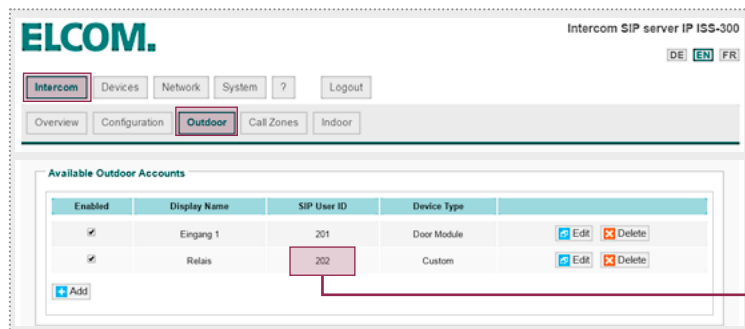 ELCOM.
Intercom SIP server IP ISS-300
DE EN FR
Intercom Devices Network System ? Logout
Overview Configuration Outdoor Call Zones Indoor
Available Outdoor Accounts
Enabled Display Name SIP User ID Device Type
Eingang 1 201 Door Module Edit Delete
Relais 202 Custom Edit Delete
Add